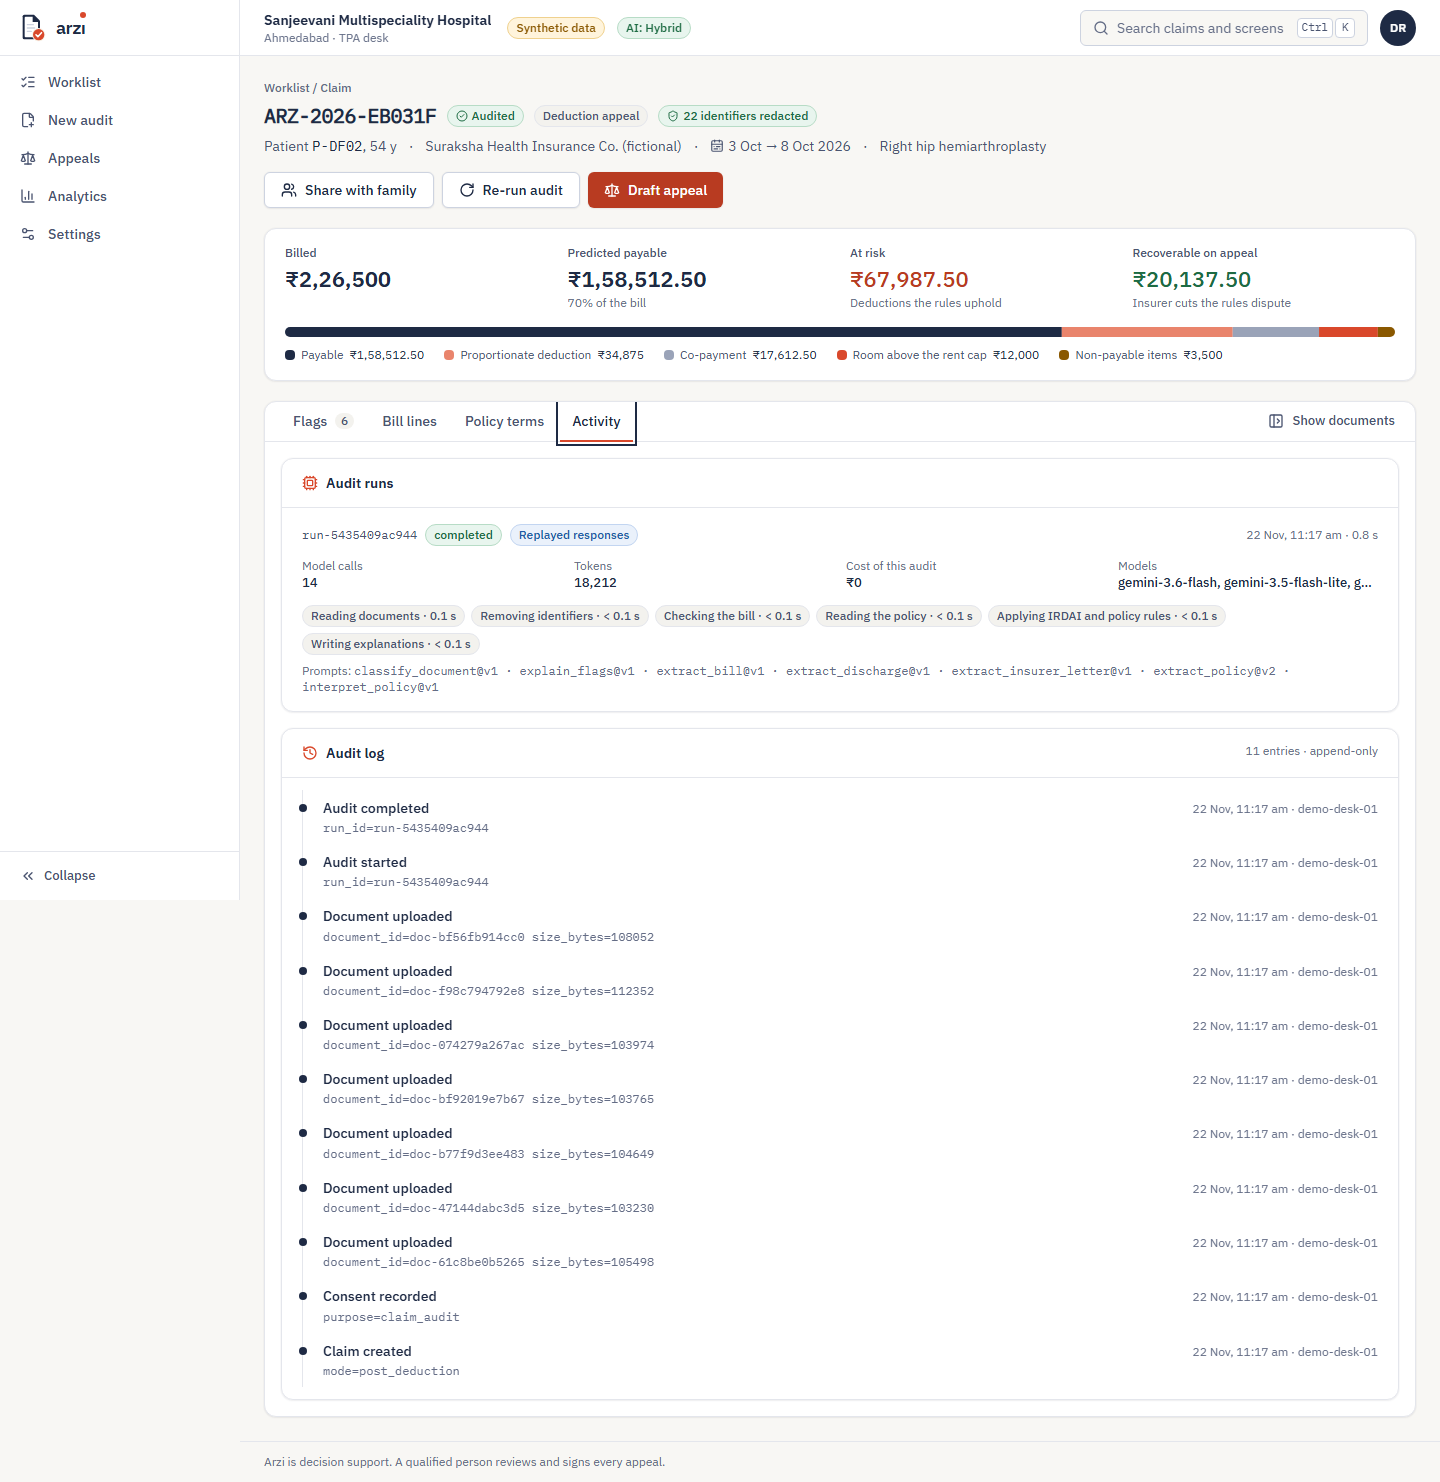 arzi
Sanjeevani Multispeciality Hospital
Ahmedabad · TPA desk
Synthetic data
AI: Hybrid
Search claims and screens
Ctrl K
DR
Worklist
New audit
Appeals
Analytics
Settings
Collapse
Worklist / Claim
ARZ-2026-EB031F
Audited
Deduction appeal
22 identifiers redacted
Patient P-DF02, 54 y · Suraksha Health Insurance Co. (fictional) · 3 Oct → 8 Oct 2026 · Right hip hemiarthroplasty
Share with family
Re-run audit
Draft appeal
Billed
₹2,26,500
Predicted payable
₹1,58,512.50
70% of the bill
At risk
₹67,987.50
Deductions the rules uphold
Recoverable on appeal
₹20,137.50
Insurer cuts the rules dispute
Payable ₹1,58,512.50
Proportionate deduction ₹34,875
Co-payment ₹17,612.50
Room above the rent cap ₹12,000
Non-payable items ₹3,500
Flags 6
Bill lines
Policy terms
Activity
Show documents
Audit runs
run-5435409ac944
completed
Replayed responses
22 Nov, 11:17 am · 0.8 s
Model calls
14
Tokens
18,212
Cost of this audit
₹0
Models
gemini-3.6-flash, gemini-3.5-flash-lite, g...
Reading documents · 0.1 s
Removing identifiers · < 0.1 s
Checking the bill · < 0.1 s
Reading the policy · < 0.1 s
Applying IRDAI and policy rules · < 0.1 s
Writing explanations · < 0.1 s
Prompts: classify_document@v1 · explain_flags@v1 · extract_bill@v1 · extract_discharge@v1 · extract_insurer_letter@v1 · extract_policy@v2 ·
interpret_policy@v1
Audit log
11 entries · append-only
Audit completed
22 Nov, 11:17 am · demo-desk-01
run_id=run-5435409ac944
Audit started
22 Nov, 11:17 am · demo-desk-01
run_id=run-5435409ac944
Document uploaded
22 Nov, 11:17 am · demo-desk-01
document_id=doc-bf56fb914cc0 size_bytes=108052
Document uploaded
22 Nov, 11:17 am · demo-desk-01
document_id=doc-f98c794792e8 size_bytes=112352
Document uploaded
22 Nov, 11:17 am · demo-desk-01
document_id=doc-074279a267ac size_bytes=103974
Document uploaded
22 Nov, 11:17 am · demo-desk-01
document_id=doc-bf92019e7b67 size_bytes=103765
Document uploaded
22 Nov, 11:17 am · demo-desk-01
document_id=doc-b77f9d3ee483 size_bytes=104649
Document uploaded
22 Nov, 11:17 am · demo-desk-01
document_id=doc-47144dabc3d5 size_bytes=103230
Document uploaded
22 Nov, 11:17 am · demo-desk-01
document_id=doc-61c8be0b5265 size_bytes=105498
Consent recorded
22 Nov, 11:17 am · demo-desk-01
purpose=claim_audit
Claim created
22 Nov, 11:17 am · demo-desk-01
mode=post_deduction
Arzi is decision support. A qualified person reviews and signs every appeal.